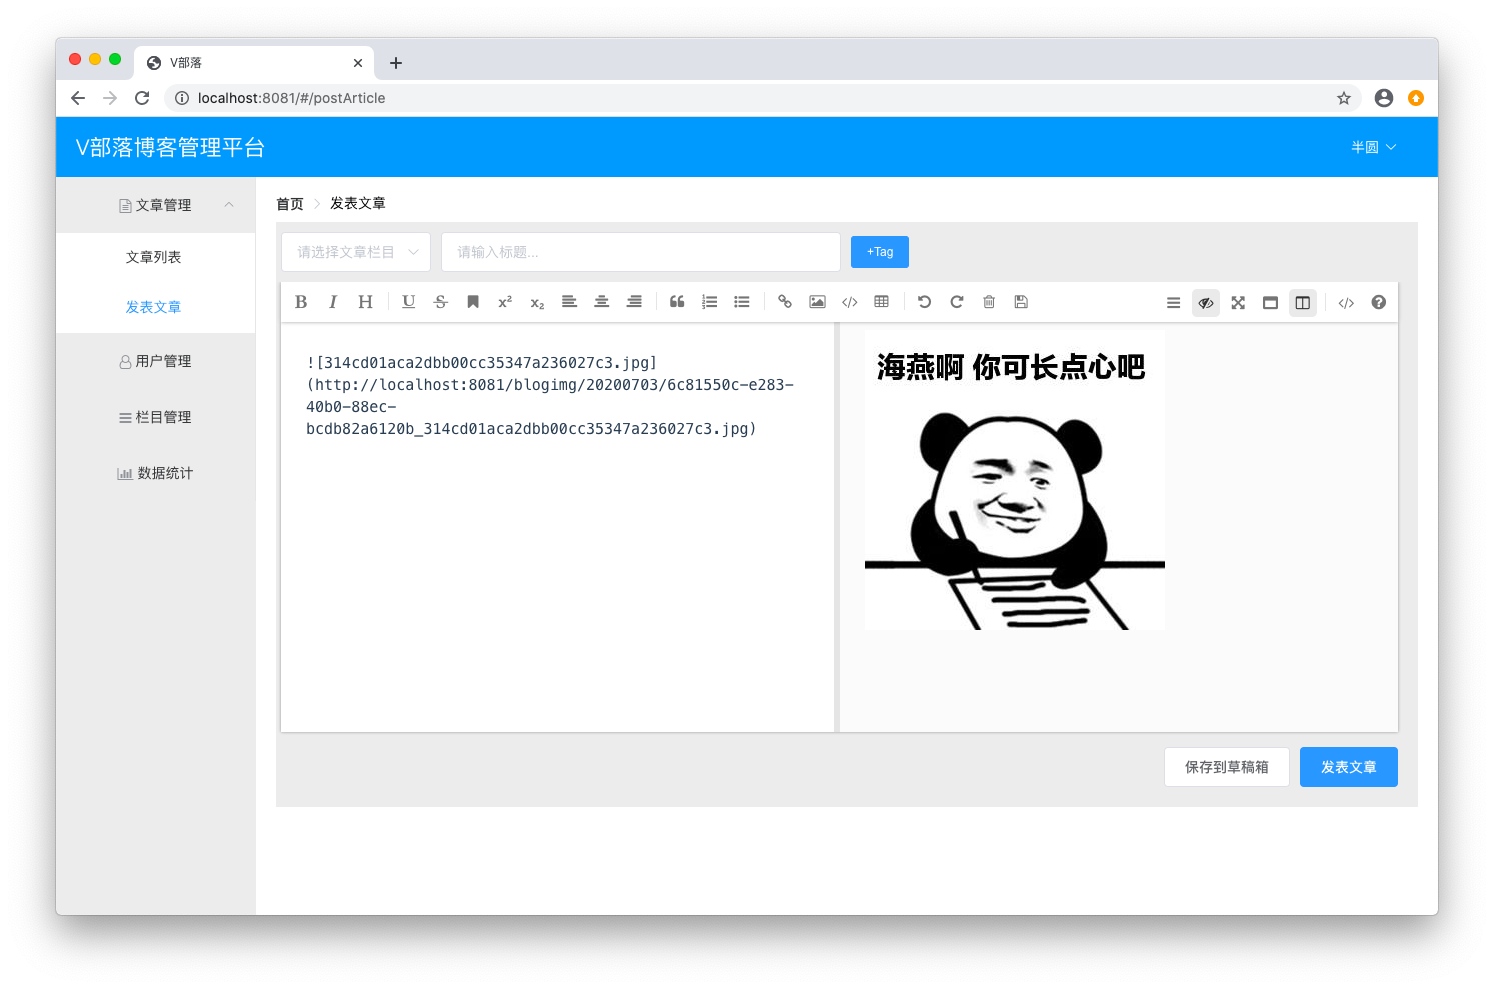 V部落
localhost:8081/#/postArticle
V部落博客管理平台
半圆
文章管理
文章列表
发表文章
用户管理
栏目管理
数据统计
首页 发表文章
请选择文章栏目 请输入标题... +Tag
![314cd01aca2dbb00cc35347a236027c3.jpg]
(http://localhost:8081/blogimg/20200703/6c81550c-e283-
40b0-88ec-
bcdb82a6120b_314cd01aca2dbb00cc35347a236027c3.jpg)
海燕啊 你可长点心吧
保存到草稿箱 发表文章